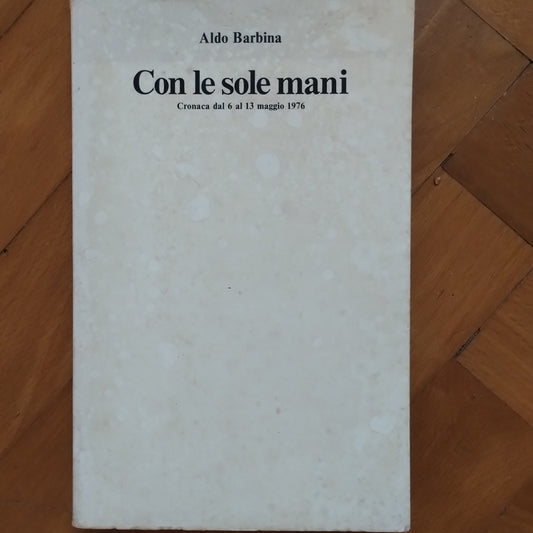 Aldo Barbina
Con le sole mani
Cronaca dal 6 al 13 maggio 1976